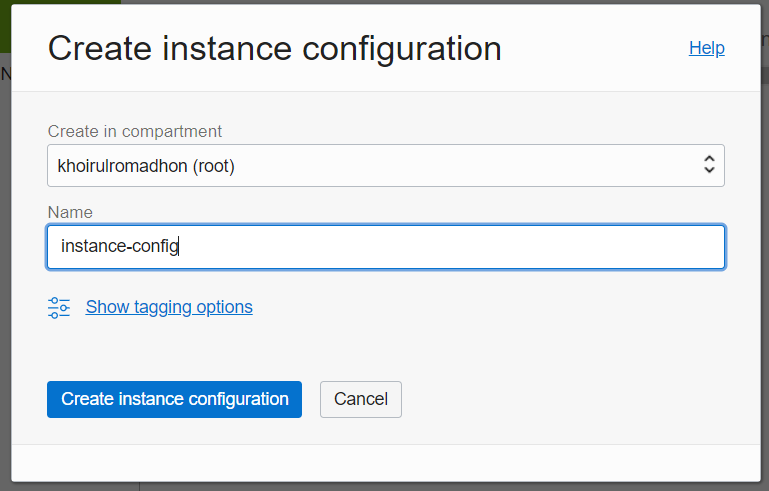 Create instance configuration
Help
Create in compartment
khoirulromadhon (root)
Name
instance-config
Show tagging options
Create instance configuration
Cancel